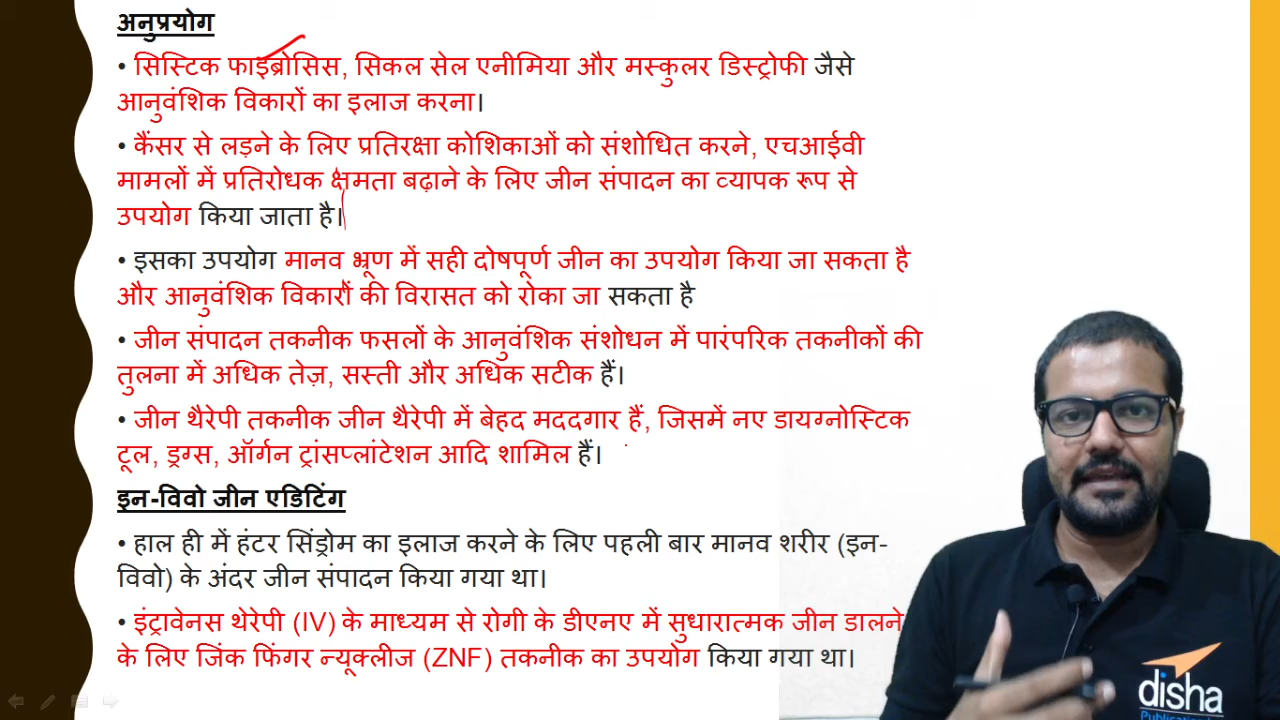 अनुप्रयोग
• सिस्टिक फाइब्रोसिस, सिकल सेल एनीमिया और मस्कुलर डिस्ट्रोफी जैसे
आनुवंशिक विकारों का इलाज करना।
• कैंसर से लड़ने के लिए प्रतिरक्षा कोशिकाओं को संशोधित करने, एचआईवी
मामलों में प्रतिरोधक क्षमता बढ़ाने के लिए जीन संपादन का व्यापक रूप से
उपयोग किया जाता है।
• इसका उपयोग मानव भ्रूण में सही दोषपूर्ण जीन का उपयोग किया जा सकता है
और आनुवंशिक विकारों की विरासत को रोका जा सकता है
• जीन संपादन तकनीक फसलों के आनुवंशिक संशोधन में पारंपरिक तकनीकों की
तुलना में अधिक तेज़, सस्ती और अधिक सटीक हैं।
• जीन थैरेपी तकनीक जीन थैरेपी में बेहद मददगार हैं, जिसमें नए डायग्नोस्टिक
टूल, ड्रग्स, ऑर्गन ट्रांसप्लांटेशन आदि शामिल हैं।
इन-विवो जीन एडिटिंग
• हाल ही में हंटर सिंड्रोम का इलाज करने के लिए पहली बार मानव शरीर (इन-
विवो) के अंदर जीन संपादन किया गया था।
• इंट्रावेनस थेरेपी (IV) के माध्यम से रोगी के डीएनए में सुधारात्मक जीन डालने
के लिए जिंक फिंगर न्यूक्लीज (ZNF) तकनीक का उपयोग किया गया था।
disha